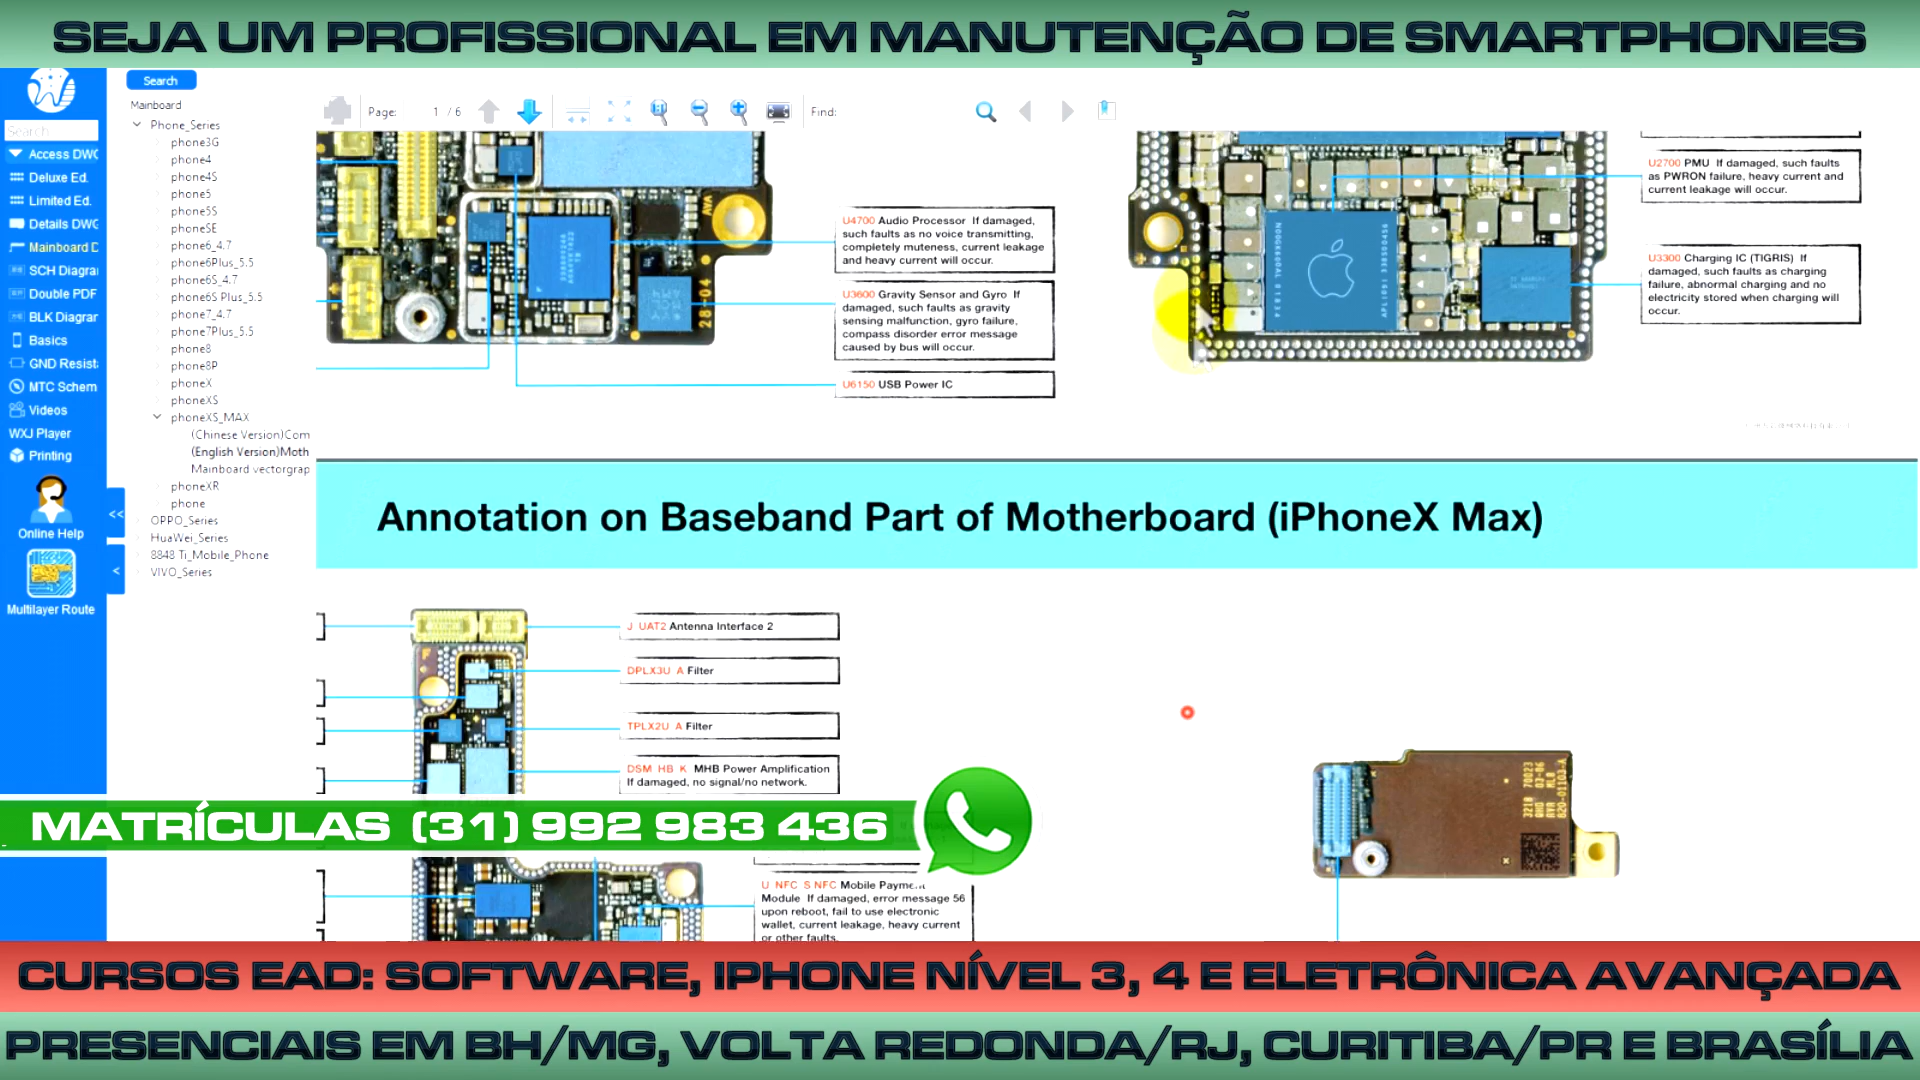 SEJA UM PROFISSIONAL EM MANUTENÇÃO DE SMARTPHONES
Search
Search
Access DWG
Deluxe Ed.
Limited Ed.
Details DWG
Mainboard D
SCH Diagra
Double PDF
BLK Diagrar
Basics
GND Resist
MTC Schem
Videos
WXJ Player
Printing
Online Help
Multilayer Route
<<
<
Mainboard
Phone_Series
phone3G
phone4
phone4S
phone5
phone5S
phoneSE
phone6_4.7
phone6Plus_5.5
phone6S_4.7
phone6S Plus_5.5
phone7_4.7
phone7Plus_5.5
phone8
phone8P
phoneX
phoneXS
phoneXS_MAX
(Chinese Version)Com
(English Version)Moth
Mainboard vectorgrap
phoneXR
phone
OPPO_Series
HuaWei_Series
8848 Ti_Mobile_Phone
VIVO_Series
Page: 1 / 6
Find:
U4700 Audio Processor If damaged,
such faults as no voice transmitting,
completely muteness, current leakage
and heavy current will occur.
U3600 Gravity Sensor and Gyro If
damaged, such faults as gravity
sensing malfunction, gyro failure,
compass disorder error message
caused by bus will occur.
U6150 USB Power IC
AVA
2814
U2700 PMU If damaged, such faults
as PWRON failure, heavy current and
current leakage will occur.
U3300 Charging IC (TIGRIS) If
damaged, such faults as charging
failure, abnormal charging and no
electricity stored when charging will
occur.
Annotation on Baseband Part of Motherboard (iPhoneX Max)
J UAT2 Antenna Interface 2
DPLX3U A Filter
TPLX2U A Filter
DSM HB K MHB Power Amplification
If damaged, no signal/no network.
U NFC S NFC Mobile Payme
Module If damaged, error message 56
upon reboot, fail to use electronic
wallet, current leakage, heavy current
or other faults.
MATRÍCULAS (31) 992 983 436
CURSOS EAD: SOFTWARE, IPHONE NÍVEL 3, 4 E ELETRÔNICA AVANÇADA
PRESENCIAIS EM BH/MG, VOLTA REDONDA/RJ, CURITIBA/PR E BRASÍLIA